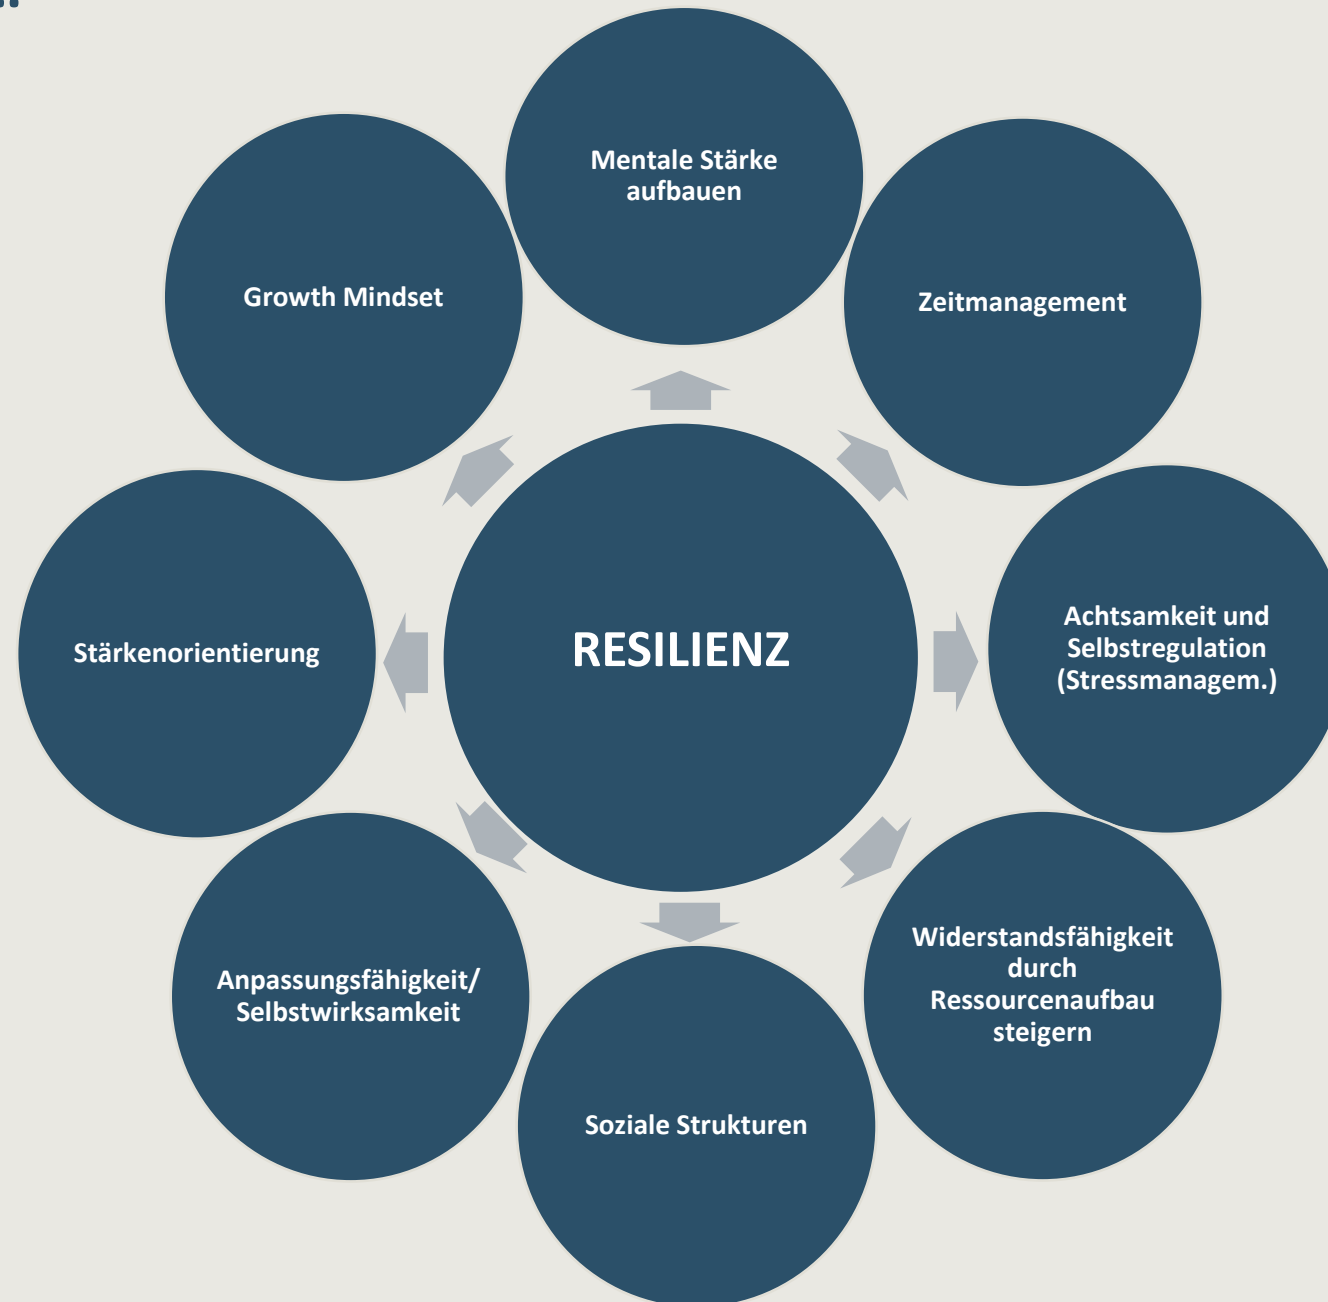 Mentale Stärke
aufbauen
Growth Mindset
Zeitmanagement
Achtsamkeit und
Selbstregulation
(Stressmanagem.)
RESILIENZ
Stärkenorientierung
Widerstandsfähigkeit
durch
Ressourcenaufbau
steigern
Anpassungsfähigkeit/
Selbstwirksamkeit
Soziale Strukturen